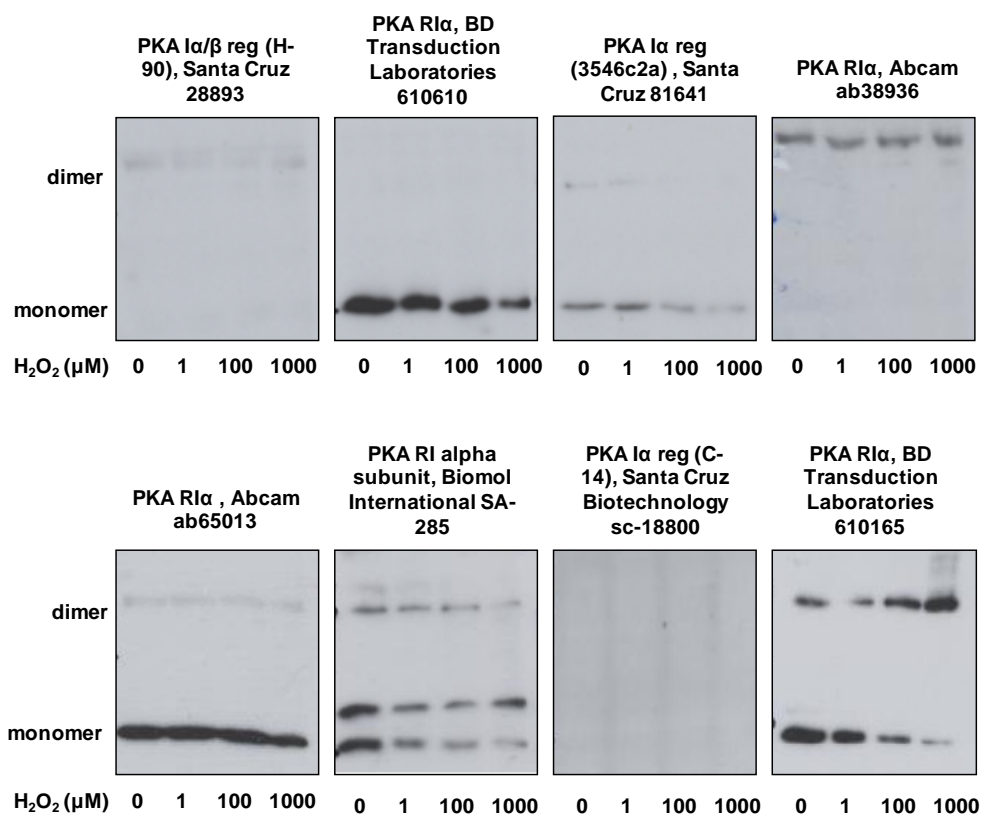 PKA Iα/β reg (H-
90), Santa Cruz
28893
PKA RIα, BD
Transduction
Laboratories
610610
PKA Iα reg
(3546c2a) , Santa
Cruz 81641
PKA RIα, Abcam
ab38936
dimer
monomer
H₂O₂ (µM) 0 1 100 1000 0 1 100 1000 0 1 100 1000 0 1 100 1000
PKA RIα , Abcam
ab65013
PKA RI alpha
subunit, Biomol
International SA-
285
PKA Iα reg (C-
14), Santa Cruz
Biotechnology
sc-18800
PKA RIα, BD
Transduction
Laboratories
610165
dimer
monomer
H₂O₂ (µM) 0 1 100 1000 0 1 100 1000 0 1 100 1000 0 1 100 1000